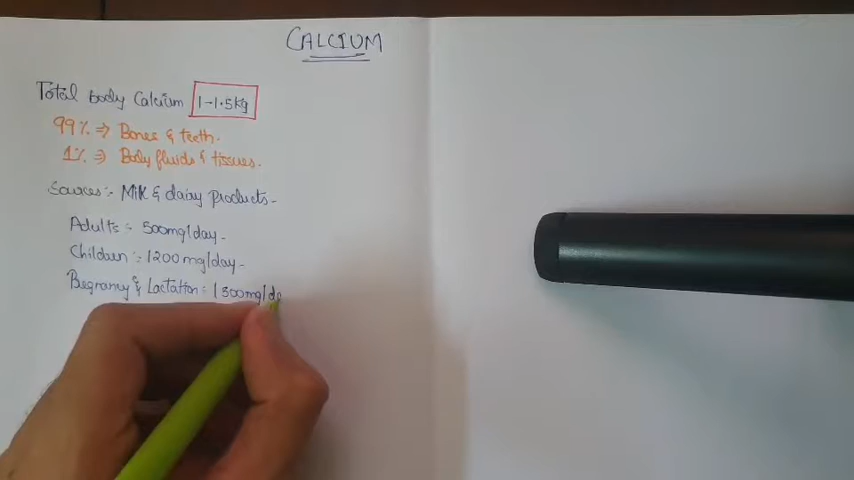 CALCIUM
Total body Calcium 1-1.5kg
99% ⇒ Bones & teeth.
1% ⇒ Body fluids & tissues.
Sources:- Milk & dairy Products-
Adults:- 500mg/day-
Children:- 1200mg/day-
Pregnancy & Lactation:- 1300mg/da